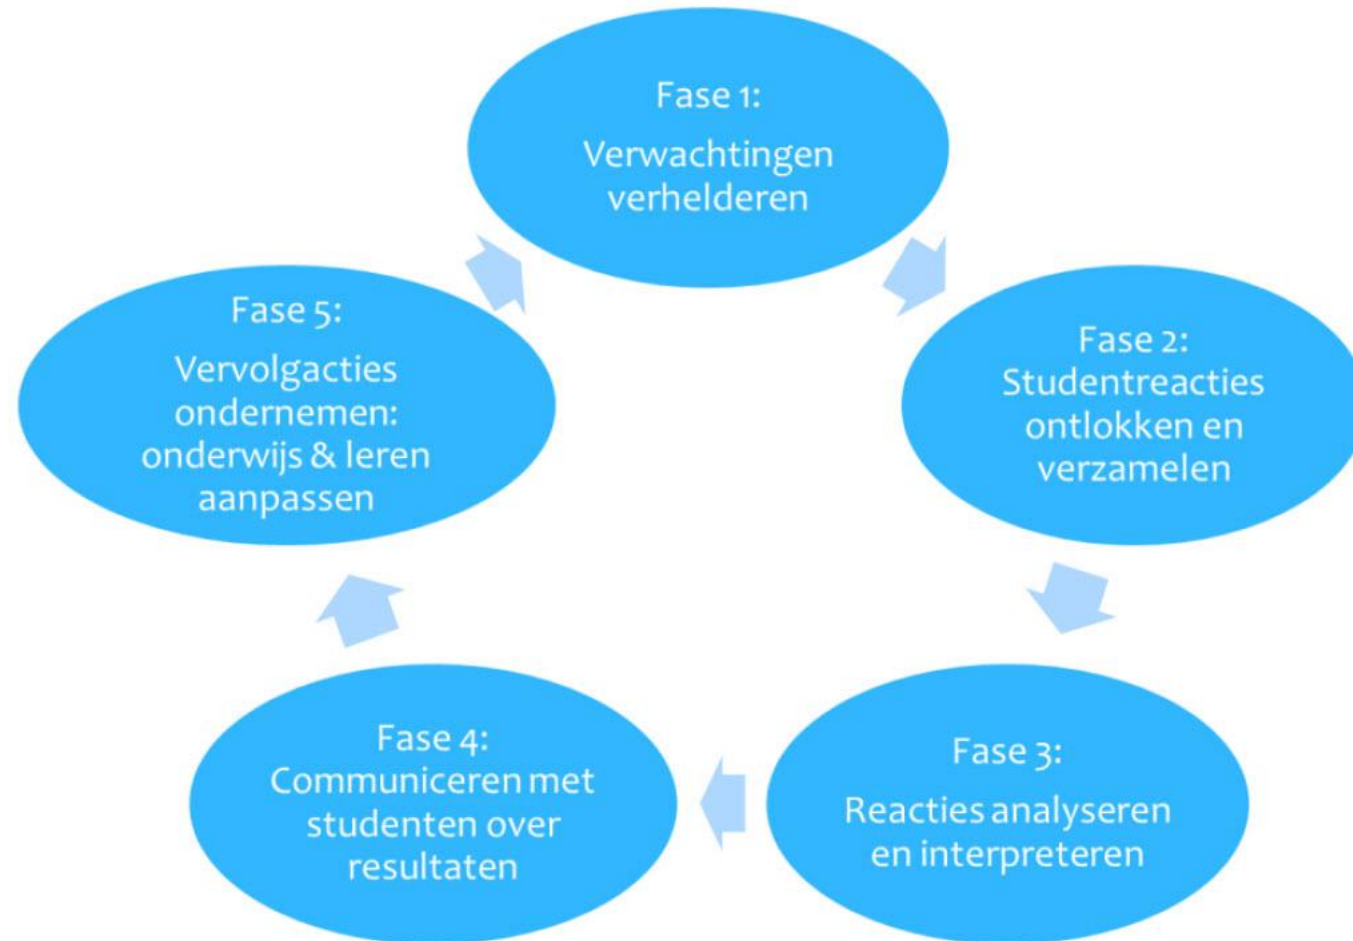 Fase 1:
Verwachtingen
verhelderen
Fase 2:
Studentreacties
ontlokken en
verzamelen
Fase 3:
Reacties analyseren
en interpreteren
Fase 4:
Communiceren met
studenten over
resultaten
Fase 5:
Vervolgacties
ondernemen:
onderwijs & leren
aanpassen